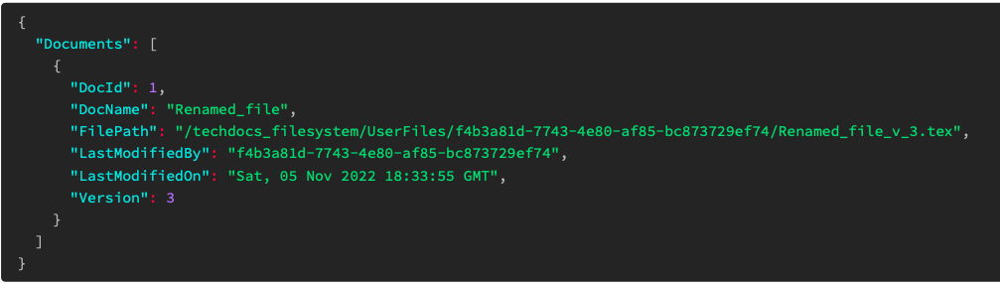 {
"Documents": [
{
"DocId": 1,
"DocName": "Renamed_file",
"FilePath": "/techdocs_filesystem/UserFiles/f4b3a81d-7743-4e80-af85-bc873729ef74/Renamed_file_v_3.tex",
"LastModifiedBy": "f4b3a81d-7743-4e80-af85-bc873729ef74",
"LastModifiedOn": "Sat, 05 Nov 2022 18:33:55 GMT",
"Version": 3
}
]
}